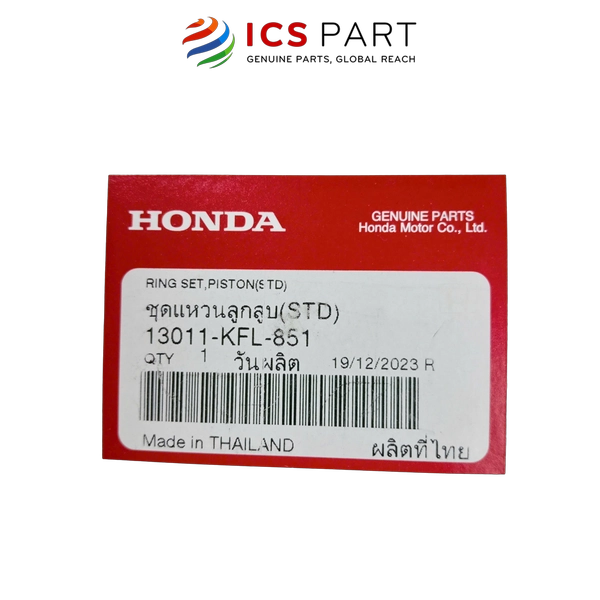 ICS PART
GENUINE PARTS, GLOBAL REACH
HONDA
GENUINE PARTS
Honda Motor Co., Ltd.
RING SET,PISTON(STD)
ชุดแหวนลูกสูบ(STD)
13011-KFL-851
QTY 1 วันผลิต 19/12/2023 R
Made in THAILAND ผลิตที่ไทย